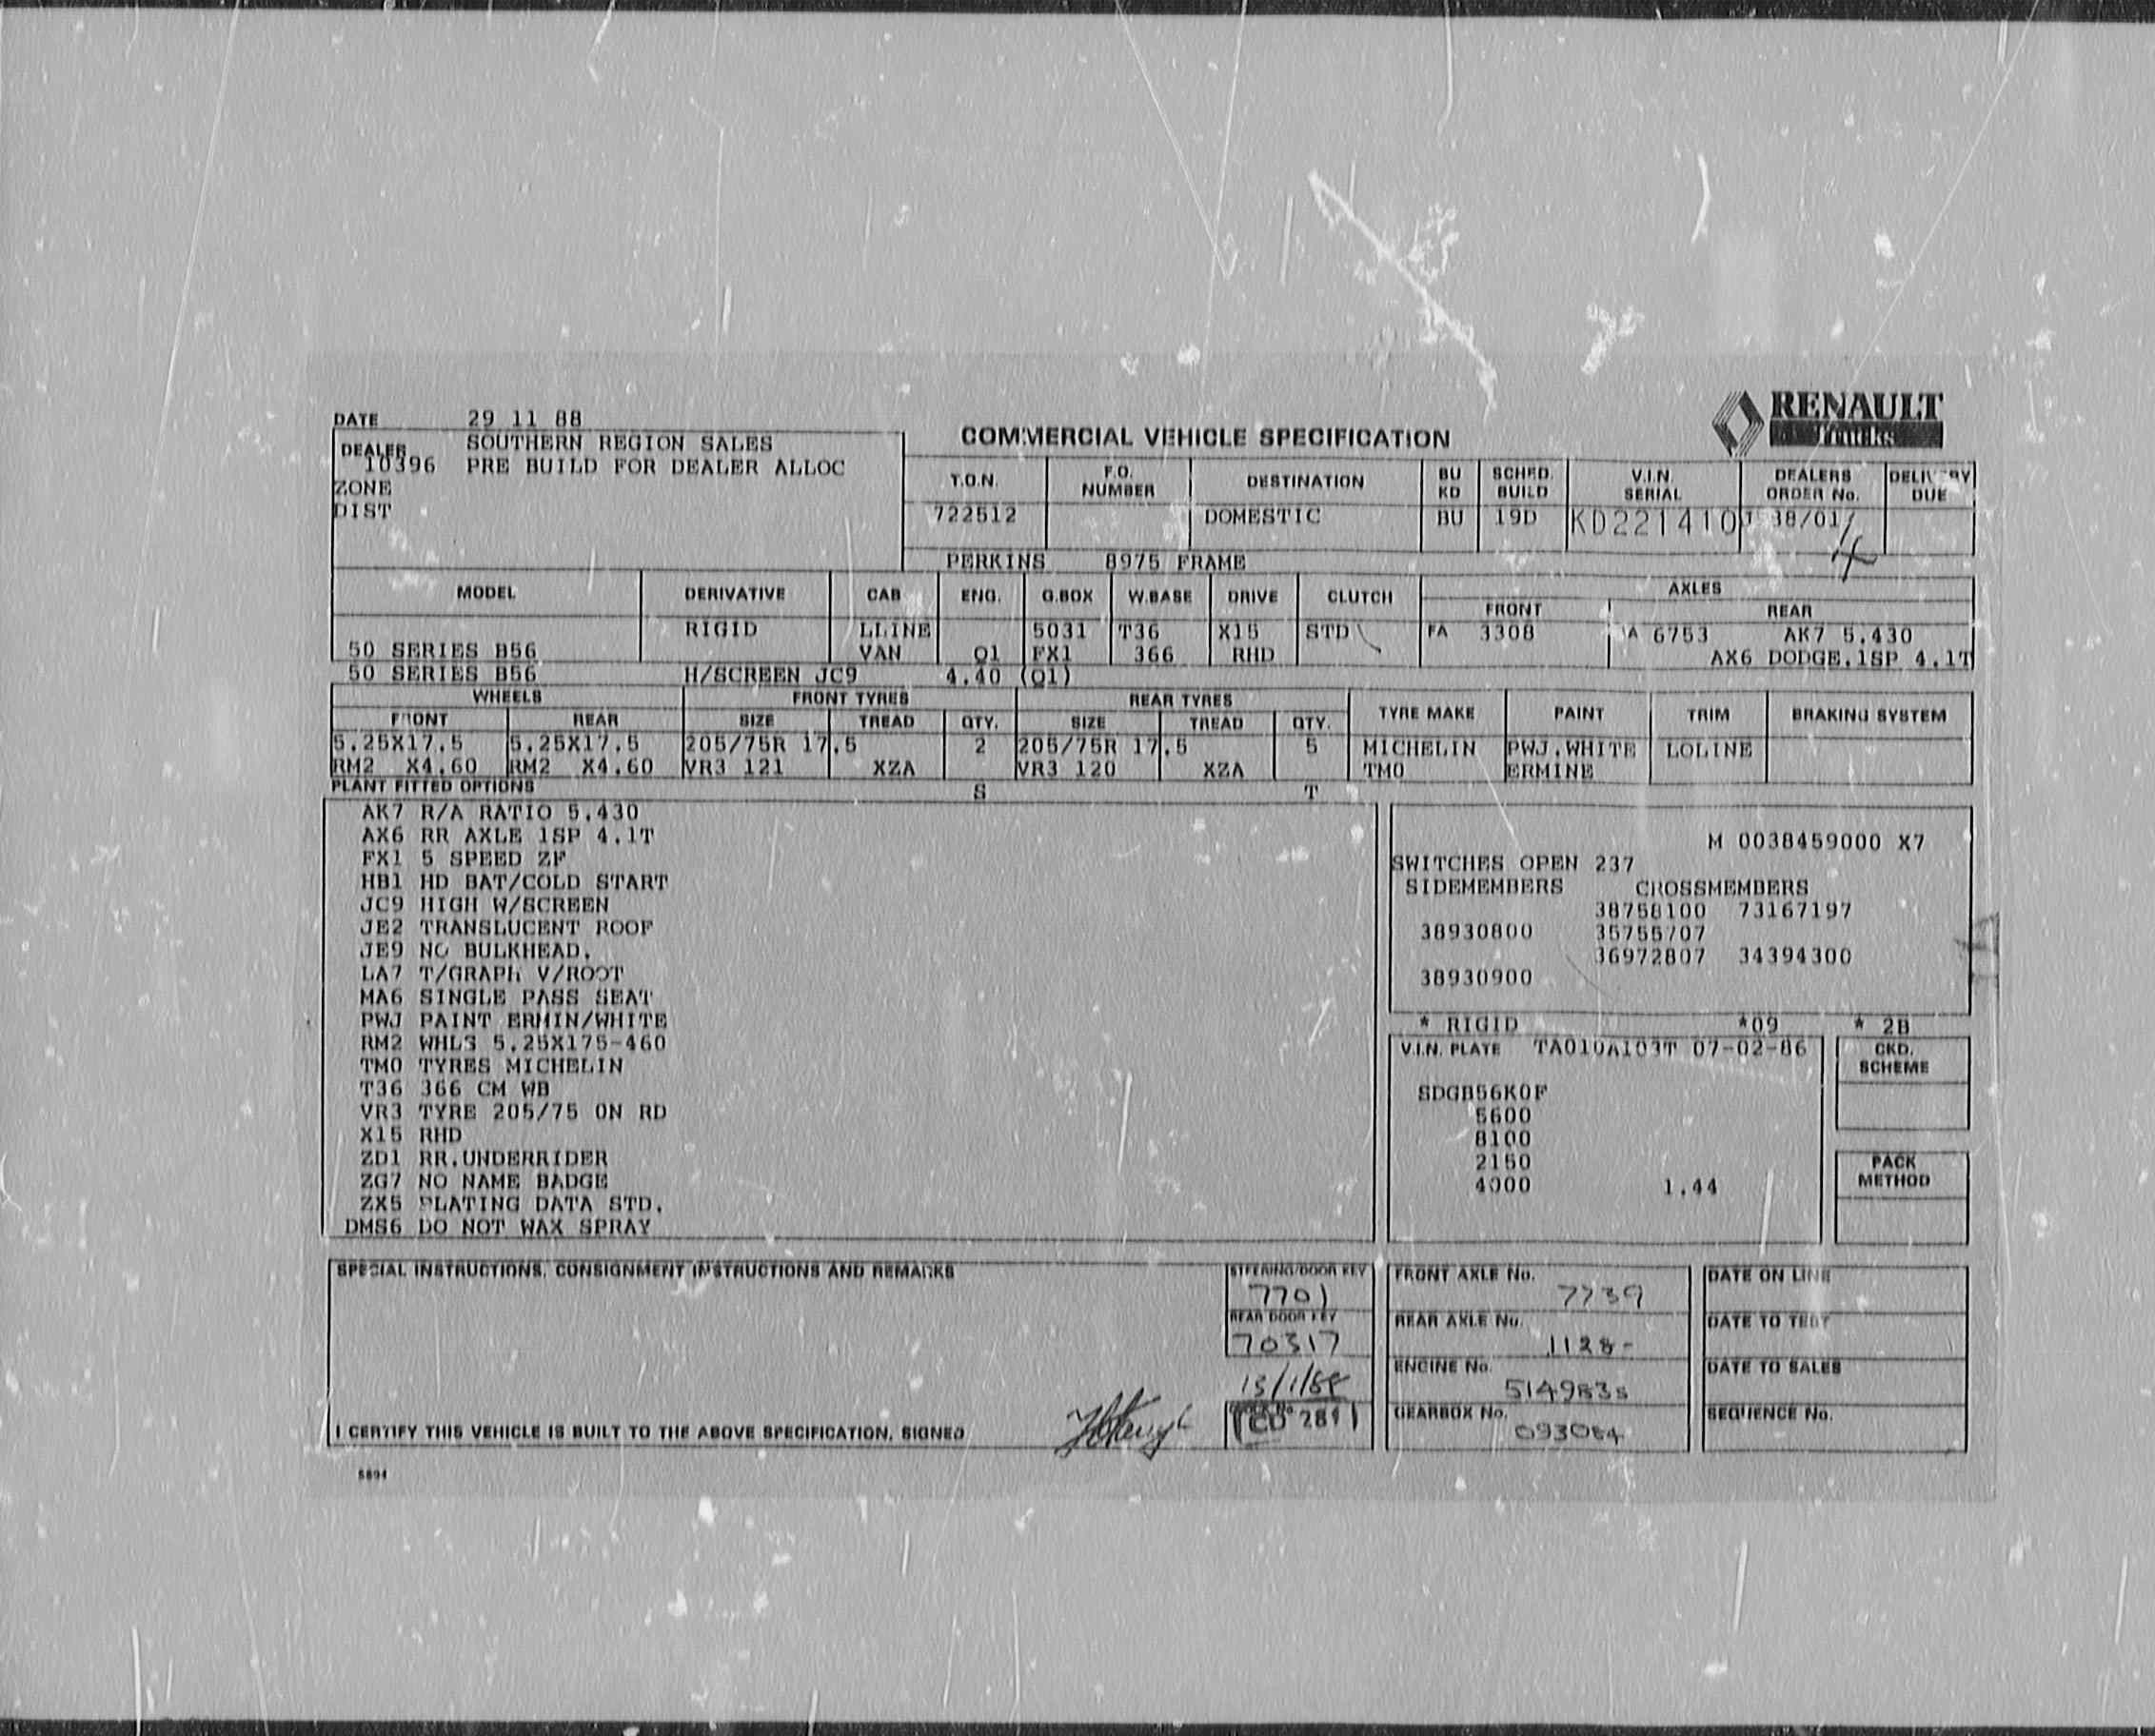 DATE 29 11 88
RENAULT
Trucks
DEALER SOUTHERN REGION SALES
10396 PRE BUILD FOR DEALER ALLOC
ZONE
DIST
COMMERCIAL VEHICLE SPECIFICATION
T.O.N. F.O. NUMBER DESTINATION BU KD SCHED. BUILD V.I.N. SERIAL DEALERS ORDER No. DELIVERY DUE
722512 DOMESTIC BU 19D KD221410 38/01/
PERKINS 8975 FRAME
MODEL DERIVATIVE CAB ENG. G.BOX W.BASE DRIVE CLUTCH AXLES
FRONT REAR
RIGID LLINE 5031 T36 X15 STD FA 3308 A 6753 AK7 5.430
50 SERIES B56 VAN Q1 FX1 366 RHD AX6 DODGE.1SP 4.1T
50 SERIES B56 H/SCREEN JC9 4.40 (Q1)
WHEELS FRONT TYRES REAR TYRES TYRE MAKE PAINT TRIM BRAKING SYSTEM
FRONT REAR SIZE TREAD QTY. SIZE TREAD QTY.
5.25X17.5 5.25X17.5 205/75R 17.5 2 205/75R 17.5 5 MICHELIN PWJ.WHITE LOLINE
RM2 X4.60 RM2 X4.60 VR3 121 XZA VR3 120 XZA TMO ERMINE
PLANT FITTED OPTIONS S T
AK7 R/A RATIO 5.430
AX6 RR AXLE 1SP 4.1T
FX1 5 SPEED ZF
HB1 HD BAT/COLD START
JC9 HIGH W/SCREEN
JE2 TRANSLUCENT ROOF
JE9 NO BULKHEAD.
LA7 T/GRAPH V/ROOT
MA6 SINGLE PASS SEAT
PWJ PAINT ERMIN/WHITE
RM2 WHLS 5.25X175-460
TMO TYRES MICHELIN
T36 366 CM WB
VR3 TYRE 205/75 ON RD
X15 RHD
ZD1 RR.UNDERRIDER
ZG7 NO NAME BADGE
ZX5 PLATING DATA STD.
DMS6 DO NOT WAX SPRAY
M 0038459000 X7
SWITCHES OPEN 237
SIDEMEMBERS CROSSMEMBERS
38758100 73167197
38930800 35755707
36972807 34394300
38930900
* RIGID *09 * 2B
V.I.N. PLATE TA010A103T 07-02-86
CKD. SCHEME
SDGB56K0F
5600
8100
2150
4000 1.44
PACK METHOD
SPECIAL INSTRUCTIONS, CONSIGNMENT INSTRUCTIONS AND REMARKS
STEERING/DOOR KEY
7701
REAR DOOR KEY
70317
FRONT AXLE No. 7739
REAR AXLE No. 1128-
ENGINE No. 5149835
GEARBOX No. 093084
DATE ON LINE
DATE TO TEST
DATE TO SALES
SEQUENCE No.
I CERTIFY THIS VEHICLE IS BUILT TO THE ABOVE SPECIFICATION, SIGNED
5894